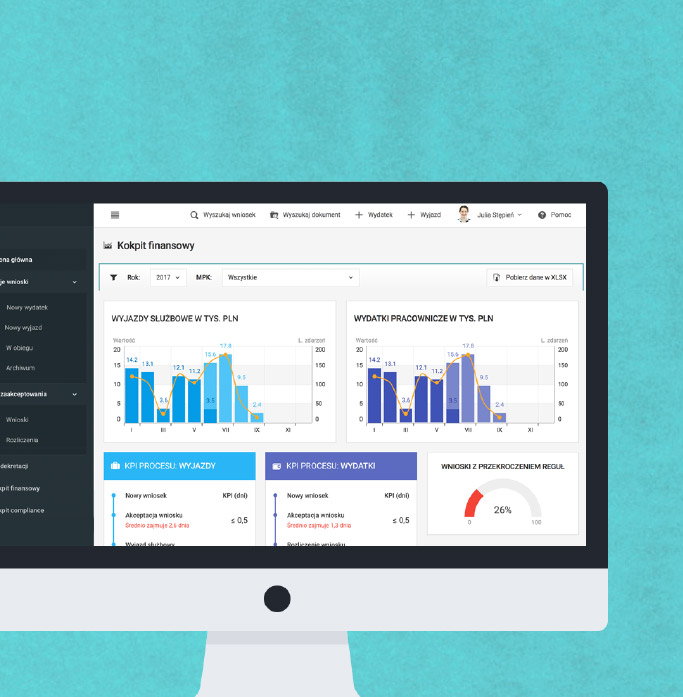 Wyszukaj wniosek
Wyszukaj dokument
Wydatek
Wyjazd
Julia Stępień
Pomoc
Kokpit finansowy
Rok:
2017
MPK:
Wszystkie
Pobierz dane w XLSX
główna
wnioski
Nowy wydatek
Nowy wyjazd
W obiegu
Archiwum
zaakceptowania
Wnioski
Rozliczenia
dekretacji
kpit finansowy
kpit compliance
WYJAZDY SŁUŻBOWE W TYS. PLN
Wartość
L. zdarzeń
20
15
10
5
0
200
150
100
50
0
14.2
13.1
3.6
12.1
11.2
15.6
3.5
17.8
9.5
2.4
I
III
V
VII
IX
XI
WYDATKI PRACOWNICZE W TYS. PLN
Wartość
L. zdarzeń
20
15
10
5
0
200
150
100
50
0
14.2
13.1
3.6
12.1
11.2
15.6
3.5
17.8
9.5
2.4
I
III
V
VII
IX
XI
KPI PROCESU: WYJAZDY
Nowy wniosek
KPI (dni)
Akceptacja wniosku
Średnio zajmuje 2,6 dnia
≤ 0,5
Wyjazd służbowy
KPI PROCESU: WYDATKI
Nowy wniosek
KPI (dni)
Akceptacja wniosku
Średnio zajmuje 1,3 dnia
≤ 0,5
Rozliczenie wniosku
WNIOSKI Z PRZEKROCZENIEM REGUŁ
26%
0
100